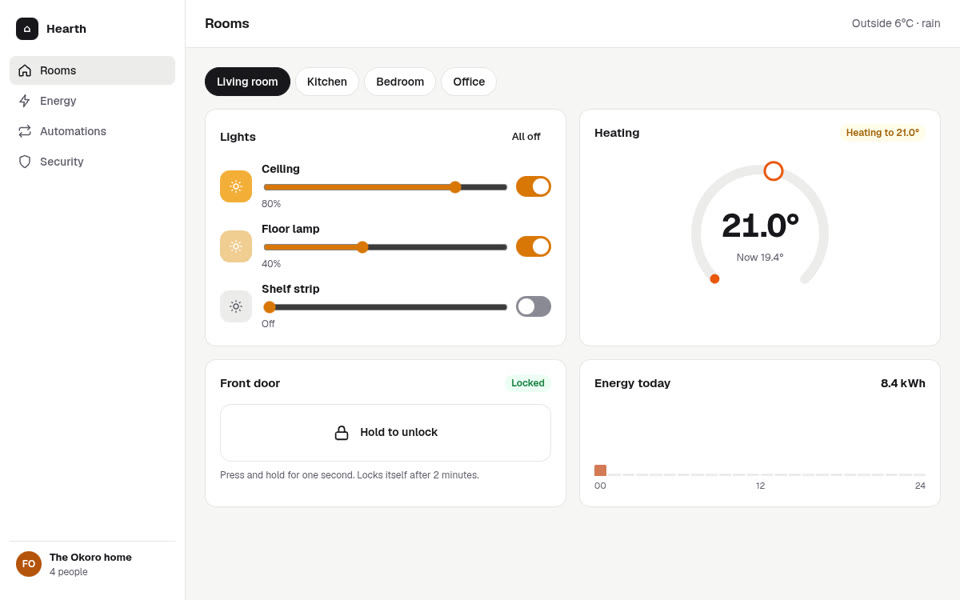 Hearth
Rooms
Energy
Automations
Security
FO
The Okoro home
4 people
Rooms
Outside 6°C · rain
Living room
Kitchen
Bedroom
Office
Lights
All off
Ceiling
80%
Floor lamp
40%
Shelf strip
Off
Heating
Heating to 21.0°
21.0°
Now 19.4°
Front door
Locked
Hold to unlock
Press and hold for one second. Locks itself after 2 minutes.
Energy today
8.4 kWh
00
12
24